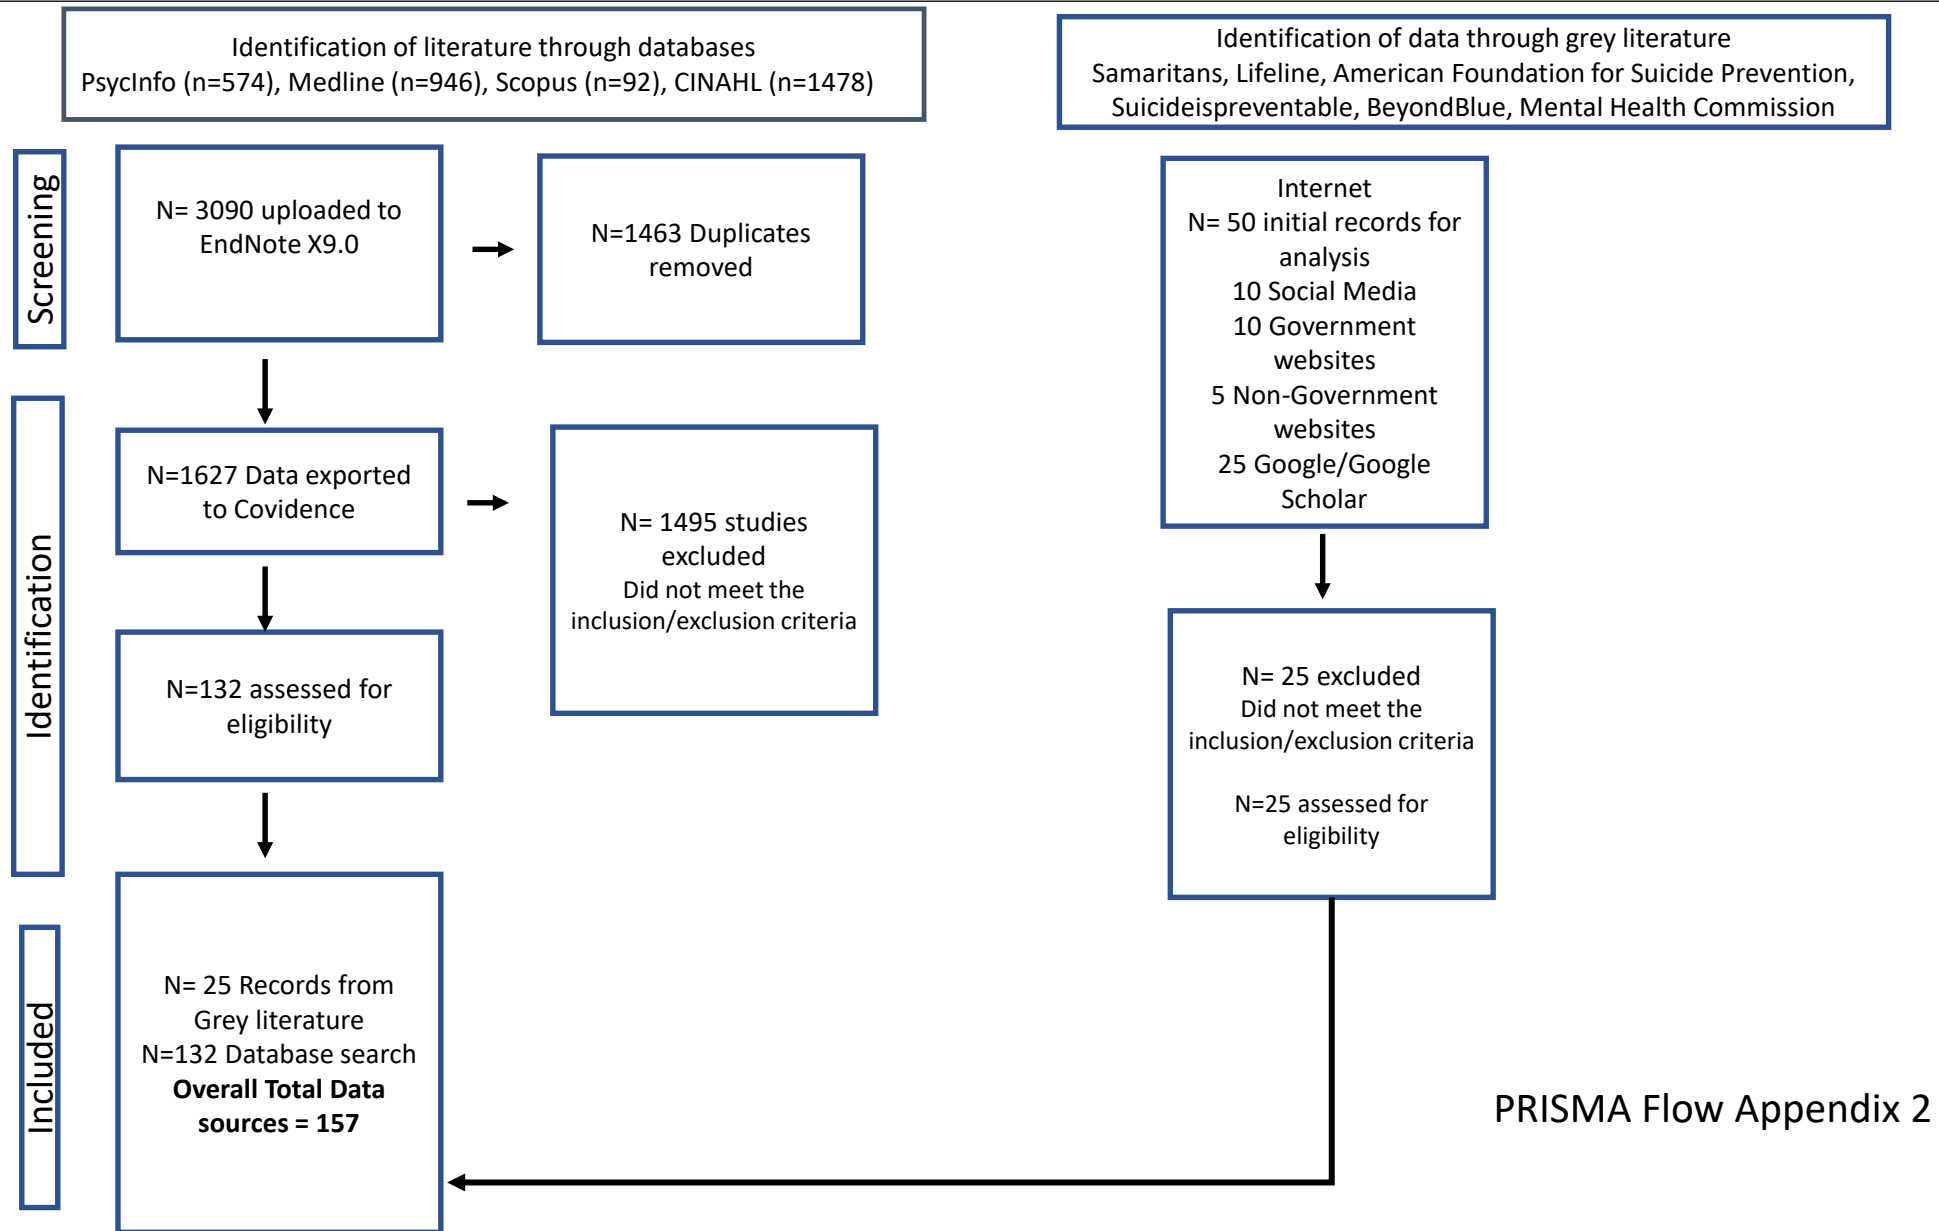 Identification of literature through databases
PsycInfo (n=574), Medline (n=946), Scopus (n=92), CINAHL (n=1478)
Identification of data through grey literature
Samaritans, Lifeline, American Foundation for Suicide Prevention,
Suicideispreventable, BeyondBlue, Mental Health Commission
Screening
N= 3090 uploaded to
EndNote X9.0
N=1463 Duplicates
removed
Internet
N= 50 initial records for
analysis
10 Social Media
10 Government
websites
5 Non-Government
websites
25 Google/Google
Scholar
Identification
N=1627 Data exported
to Covidence
N= 1495 studies
excluded
Did not meet the
inclusion/exclusion criteria
N=132 assessed for
eligibility
N= 25 excluded
Did not meet the
inclusion/exclusion criteria
N=25 assessed for
eligibility
Included
N= 25 Records from
Grey literature
N=132 Database search
Overall Total Data
sources = 157
PRISMA Flow Appendix 2